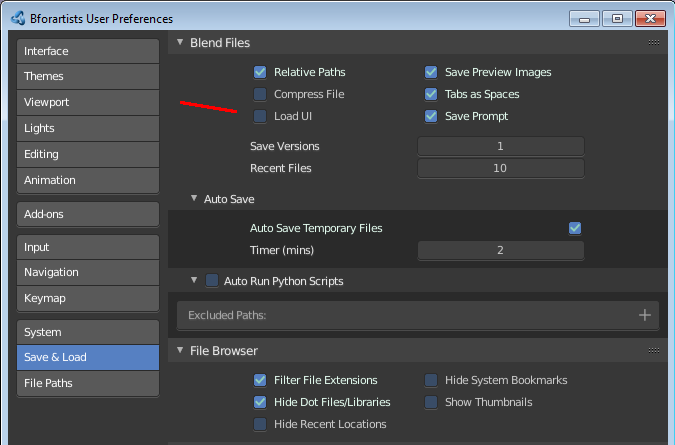 Bforartists User Preferences
Interface
Themes
Viewport
Lights
Editing
Animation
Add-ons
Input
Navigation
Keymap
System
Save & Load
File Paths
Blend Files
Relative Paths
Save Preview Images
Compress File
Tabs as Spaces
Load UI
Save Prompt
Save Versions 1
Recent Files 10
Auto Save
Auto Save Temporary Files
Timer (mins) 2
Auto Run Python Scripts
Excluded Paths:
File Browser
Filter File Extensions
Hide System Bookmarks
Hide Dot Files/Libraries
Show Thumbnails
Hide Recent Locations